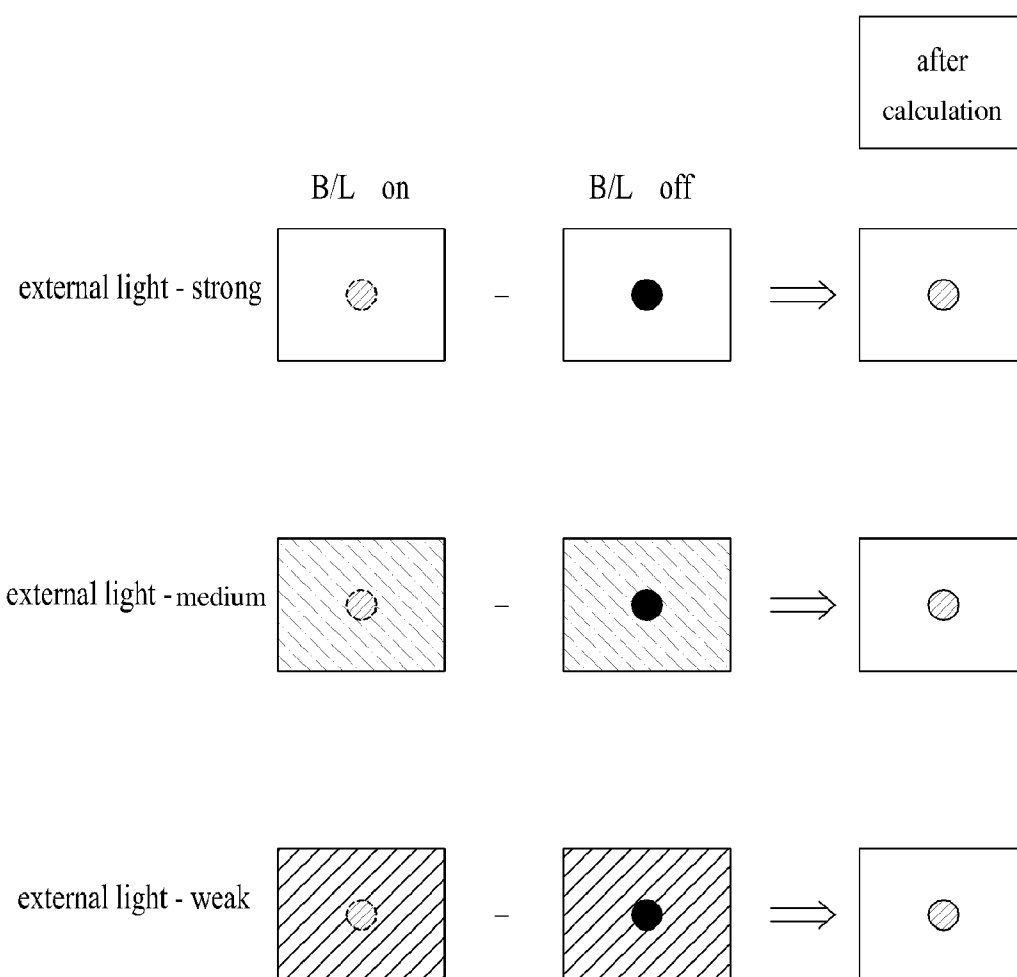 after
calculation
B/L on B/L off
external light - strong
external light - medium
external light - weak